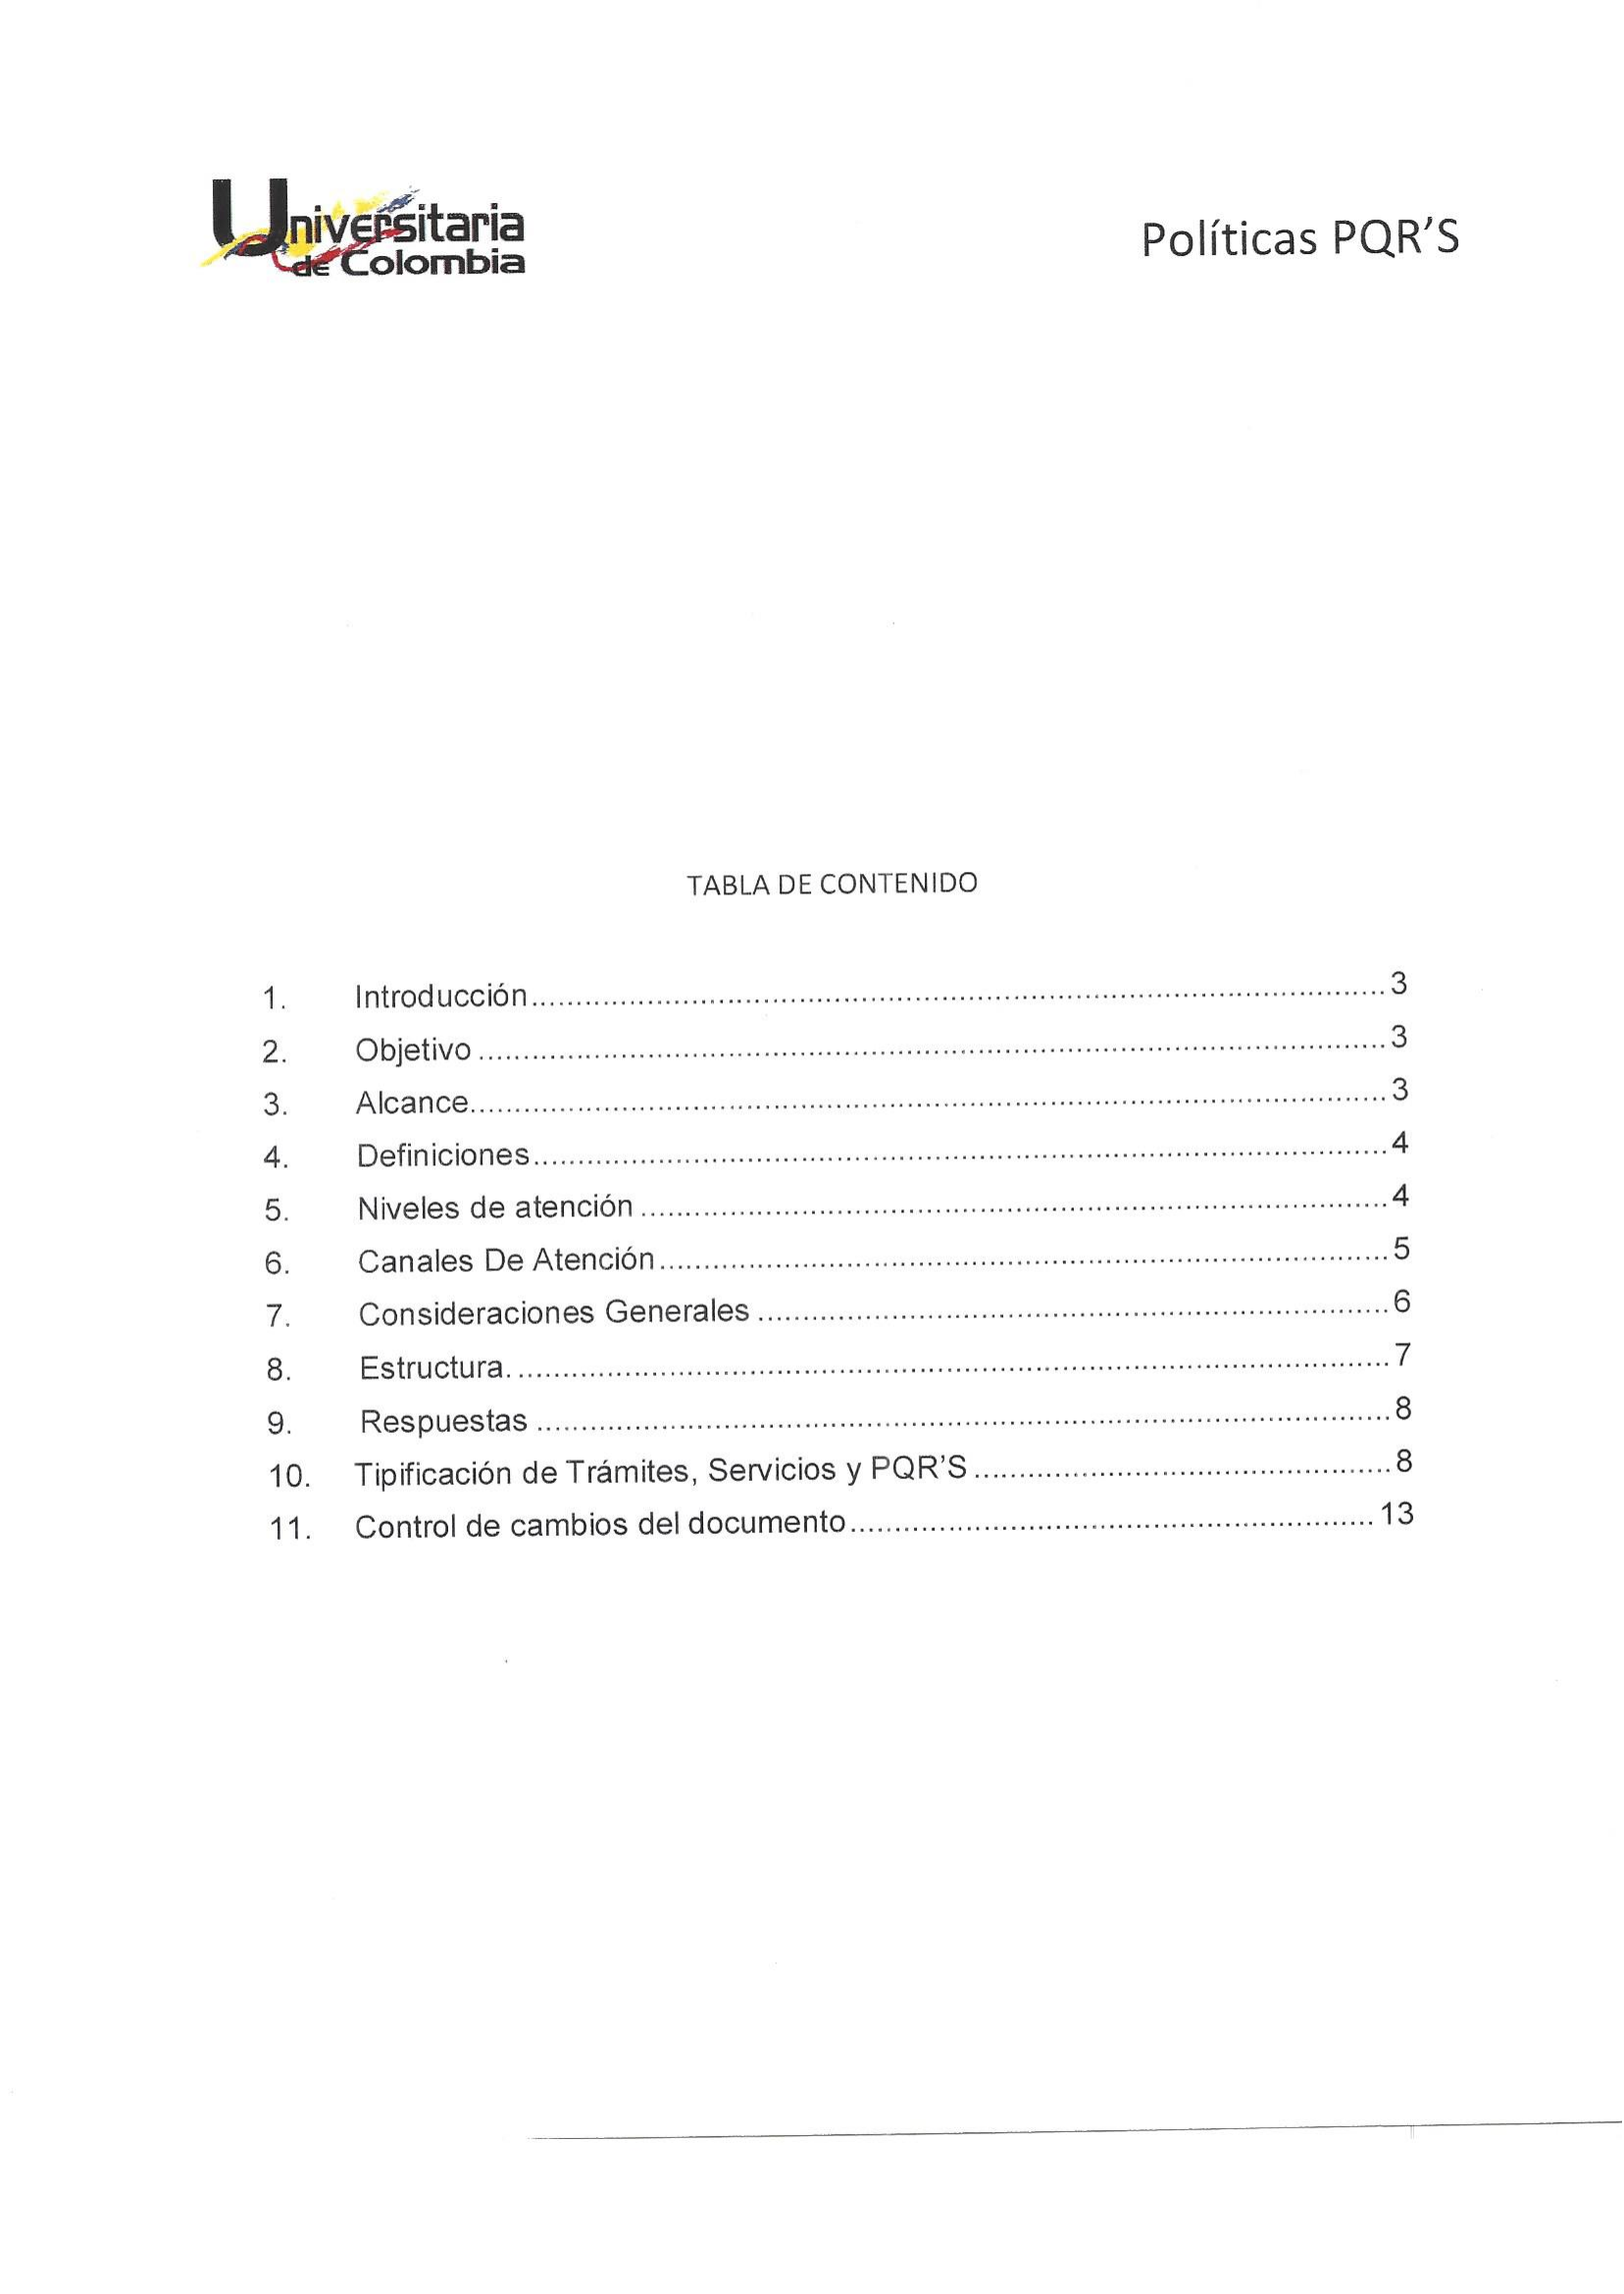 Universitaria
de Colombia
Políticas PQR'S
TABLA DE CONTENIDO
1. Introducción........................................3
2. Objetivo ........................................3
3. Alcance........................................3
4. Definiciones........................................4
5. Niveles de atención ........................................4
6. Canales De Atención........................................5
7. Consideraciones Generales ........................................6
8. Estructura. ........................................7
9. Respuestas ........................................8
10. Tipificación de Trámites, Servicios y PQR'S ........................................8
11. Control de cambios del documento........................................ 13